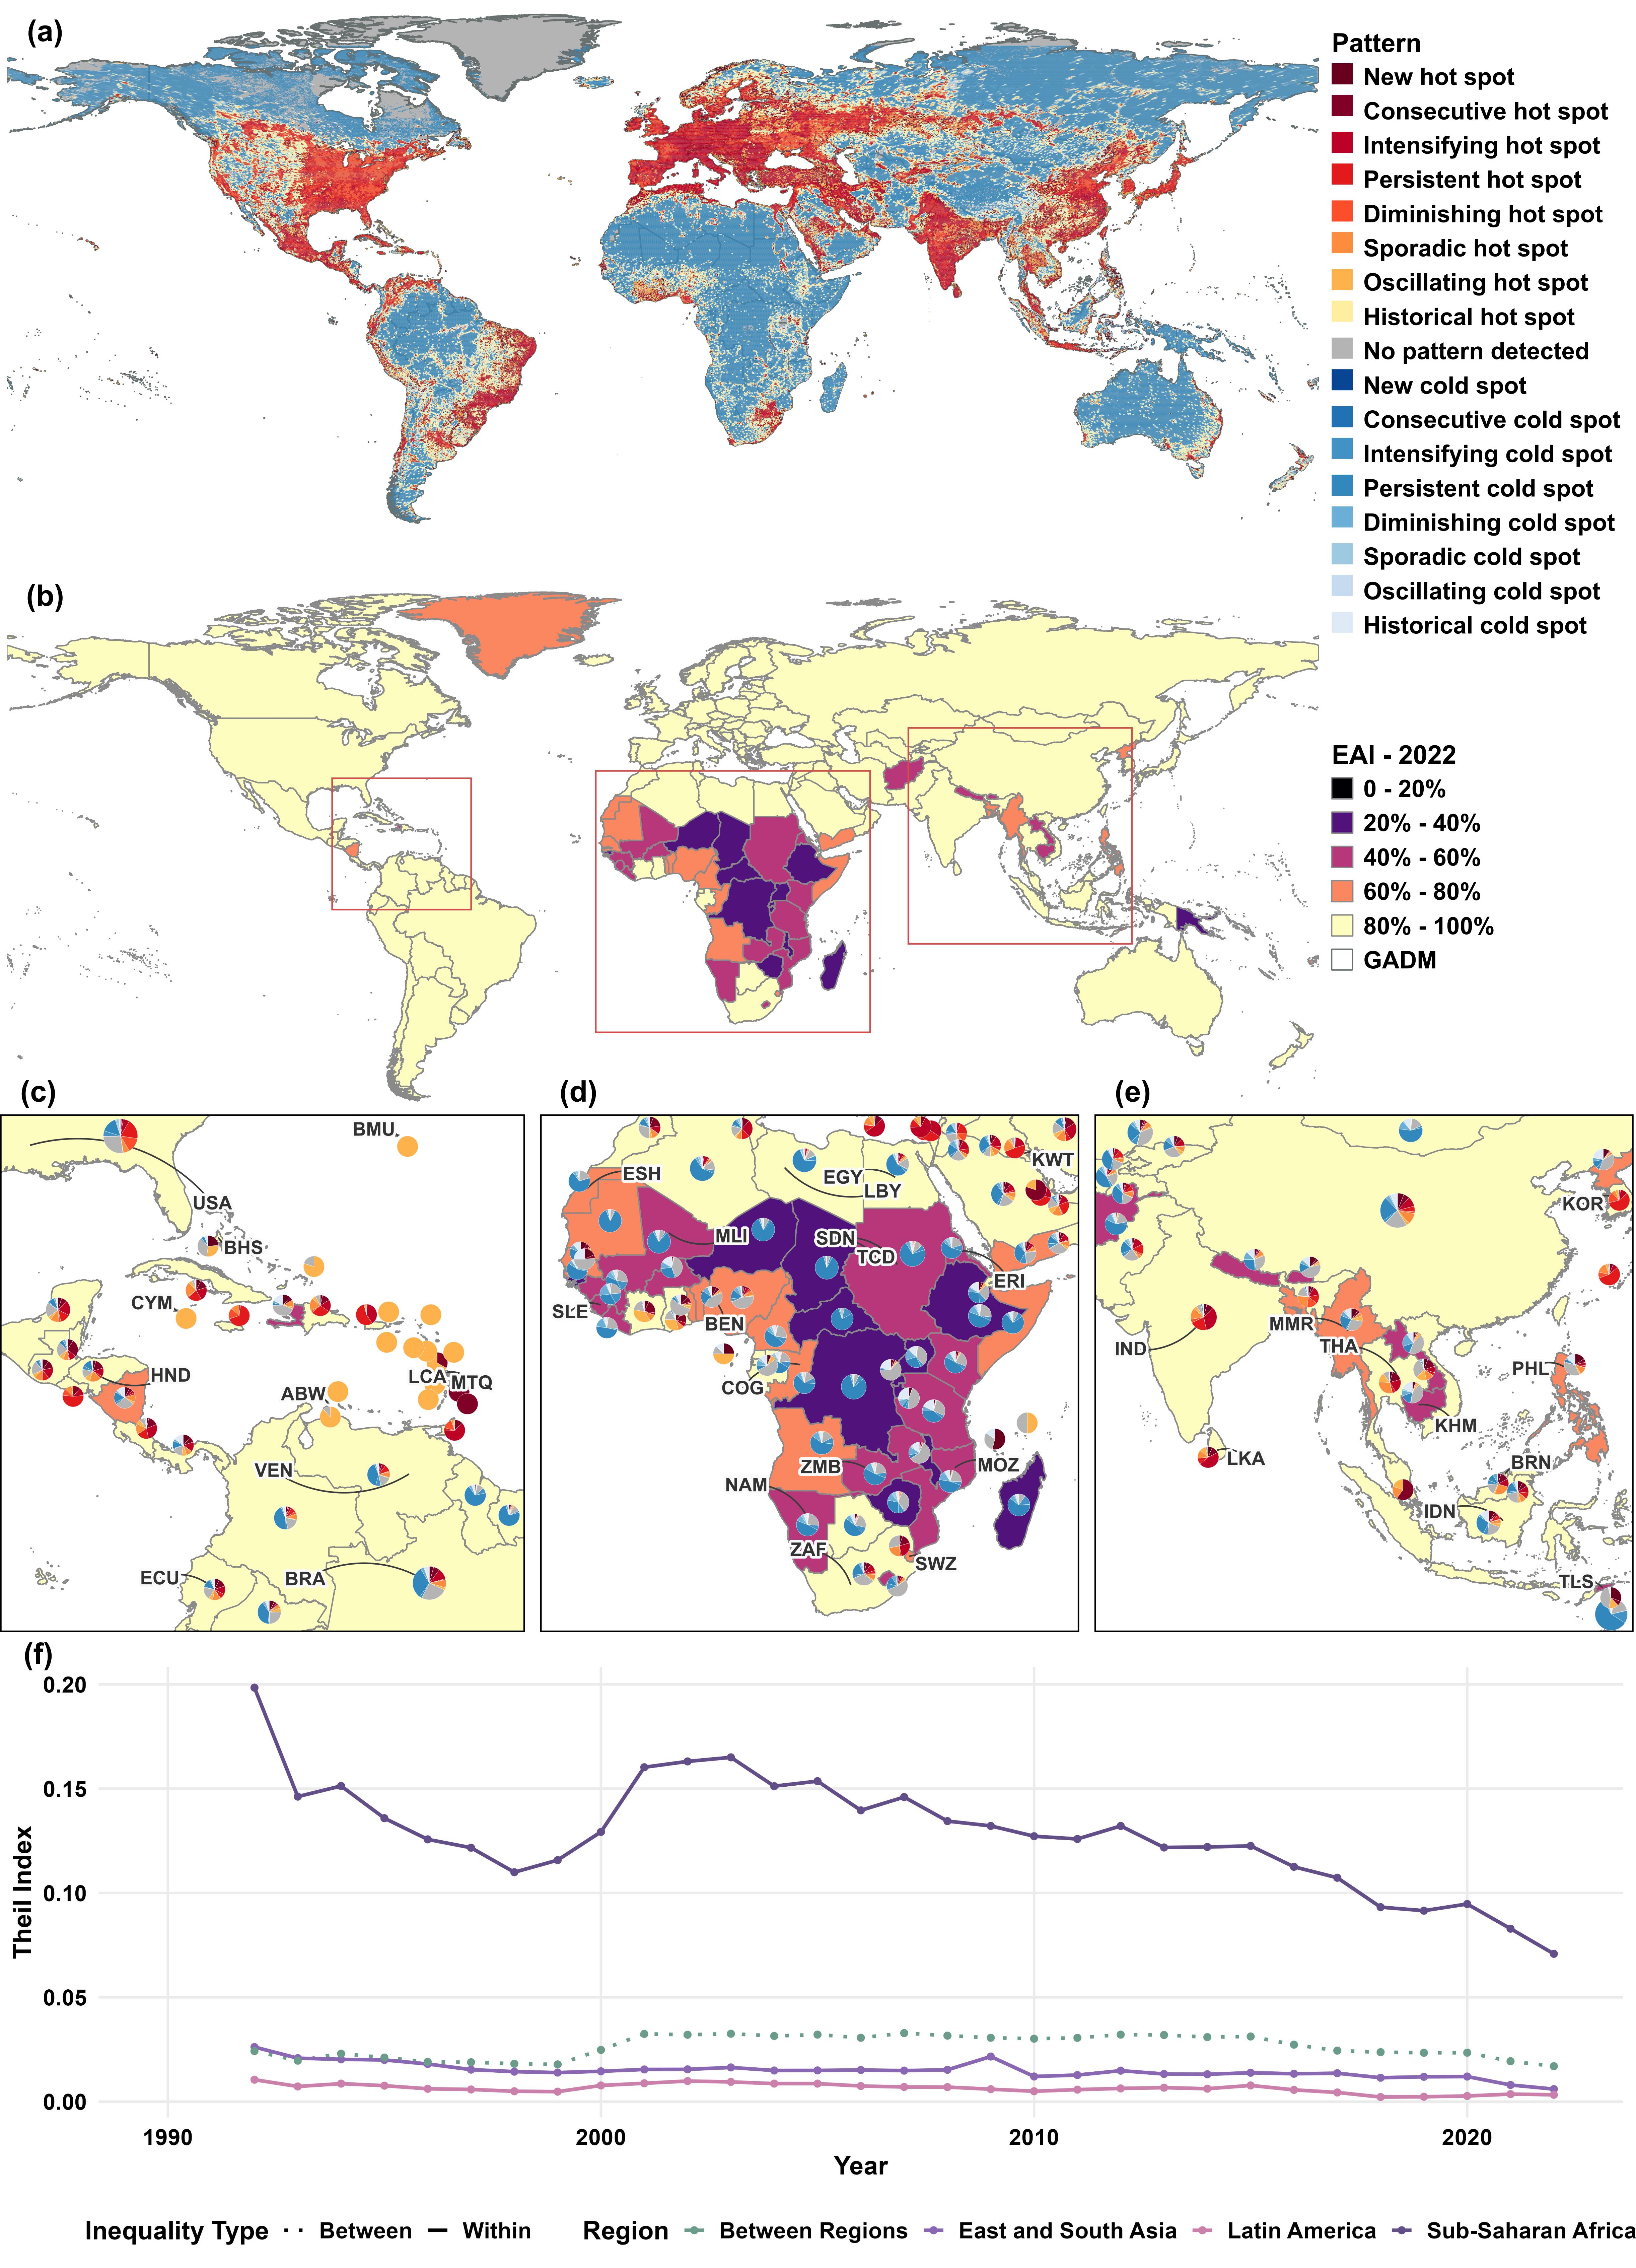 (a)
Pattern
New hot spot
Consecutive hot spot
Intensifying hot spot
Persistent hot spot
Diminishing hot spot
Sporadic hot spot
Oscillating hot spot
Historical hot spot
No pattern detected
New cold spot
Consecutive cold spot
Intensifying cold spot
Persistent cold spot
Diminishing cold spot
Sporadic cold spot
Oscillating cold spot
Historical cold spot
(b)
EAI - 2022
0 - 20%
20% - 40%
40% - 60%
60% - 80%
80% - 100%
GADM
(c)
BMU
USA
BHS
CYM
HND
LCA
MTQ
ABW
VEN
ECU
BRA
(d)
ESH
EGY
LBY
KWT
MLI
SDN
TCD
ERI
SLE
BEN
COG
ZMB
MOZ
NAM
ZAF
SWZ
(e)
KOR
IND
MMR
THA
PHL
KHM
LKA
BRN
IDN
TLS
(f)
Theil Index
0.20
0.15
0.10
0.05
0.00
1990
2000
2010
2020
Year
Inequality Type Between Within Region Between Regions East and South Asia Latin America Sub-Saharan Africa